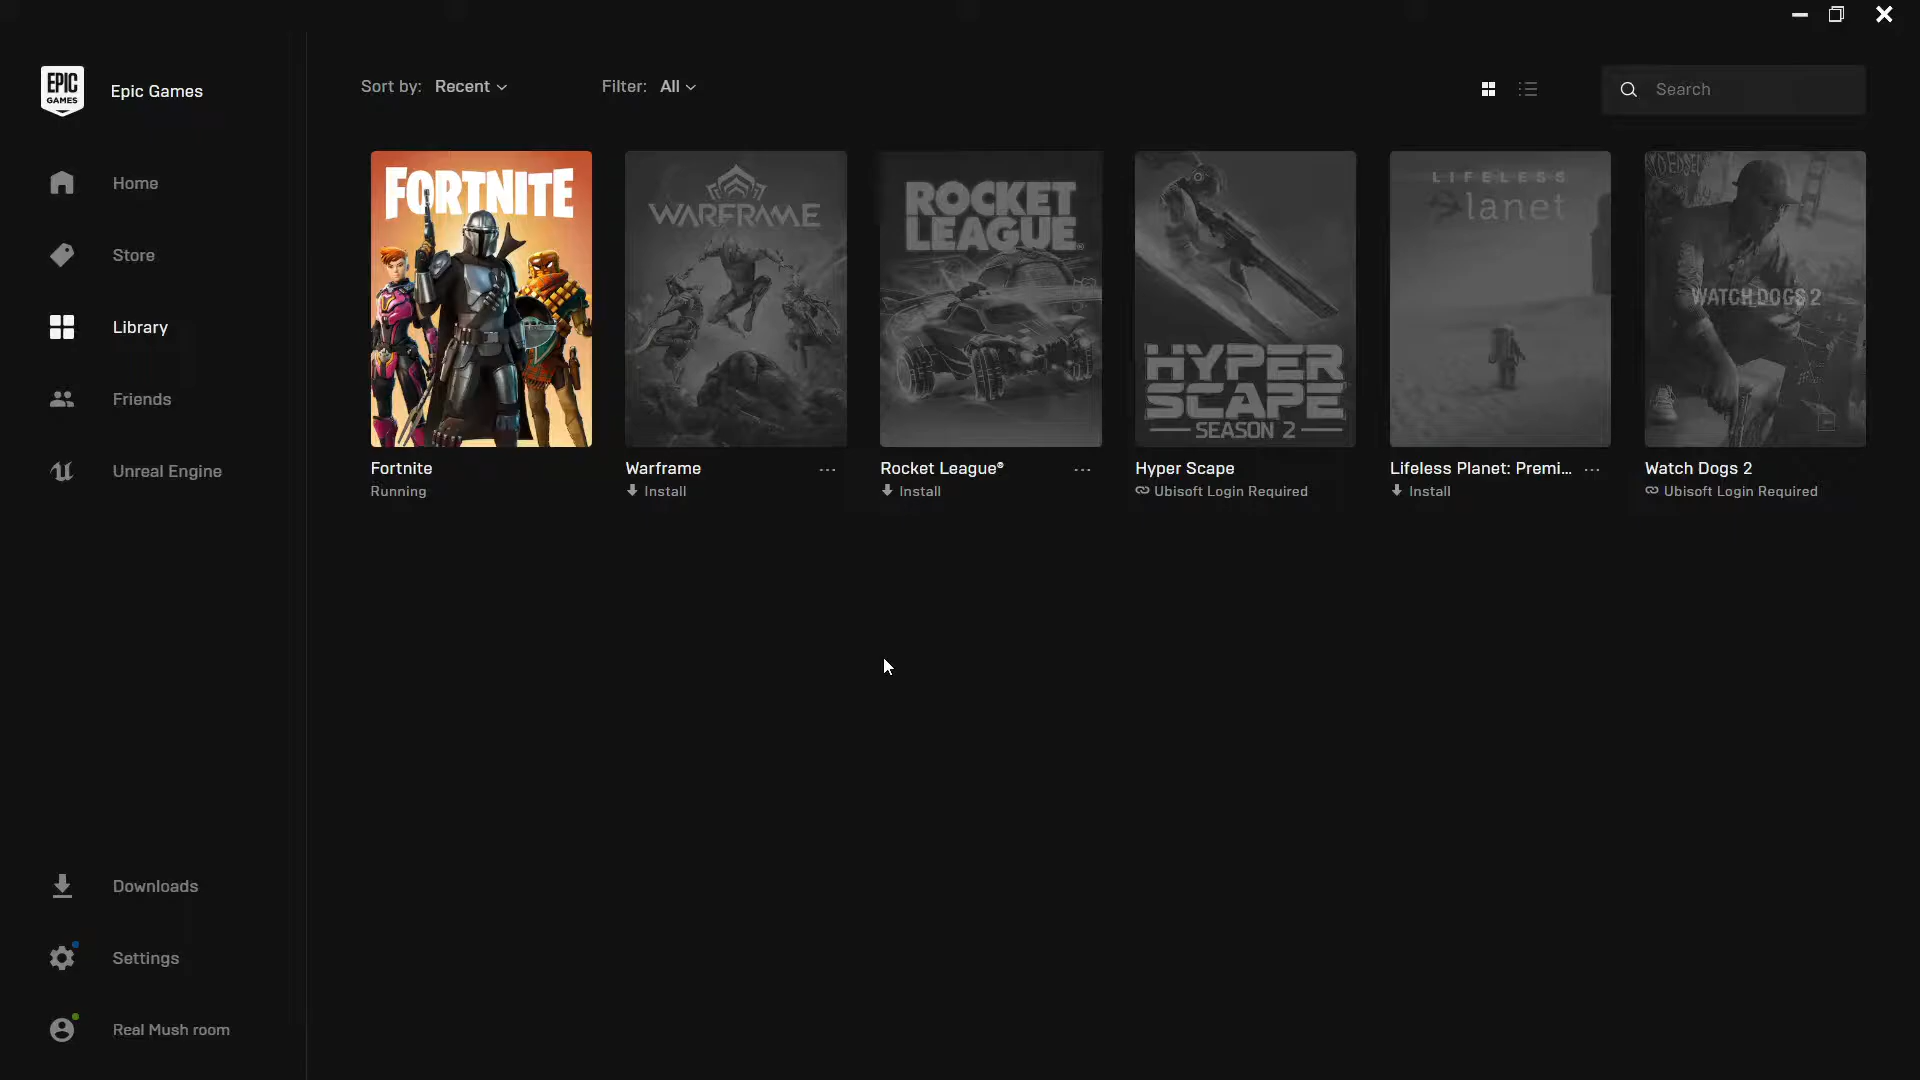 EPIC
GAMES
Epic Games
Home
Store
Library
Friends
Unreal Engine
Downloads
Settings
Real Mush room
Sort by: Recent
Filter: All
Search
FORTNITE
Fortnite
Running
WARFRAME
Warframe
Install
ROCKET
LEAGUE
Rocket League®
Install
HYPER
SCAPE
SEASON 2
Hyper Scape
Ubisoft Login Required
LIFELESS
lanet
Lifeless Planet: Premi...
Install
WATCH DOGS 2
Watch Dogs 2
Ubisoft Login Required